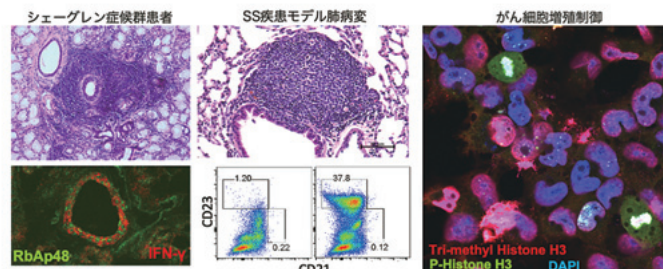 シェーグレン症候群患者
SS疾患モデル肺病変
がん細胞増殖制御
RbAp48
IFN-γ
CD23
1.20
0.22
37.8
0.12
CD21
Tri-methyl Histone H3
P-Histone H3
DAPI